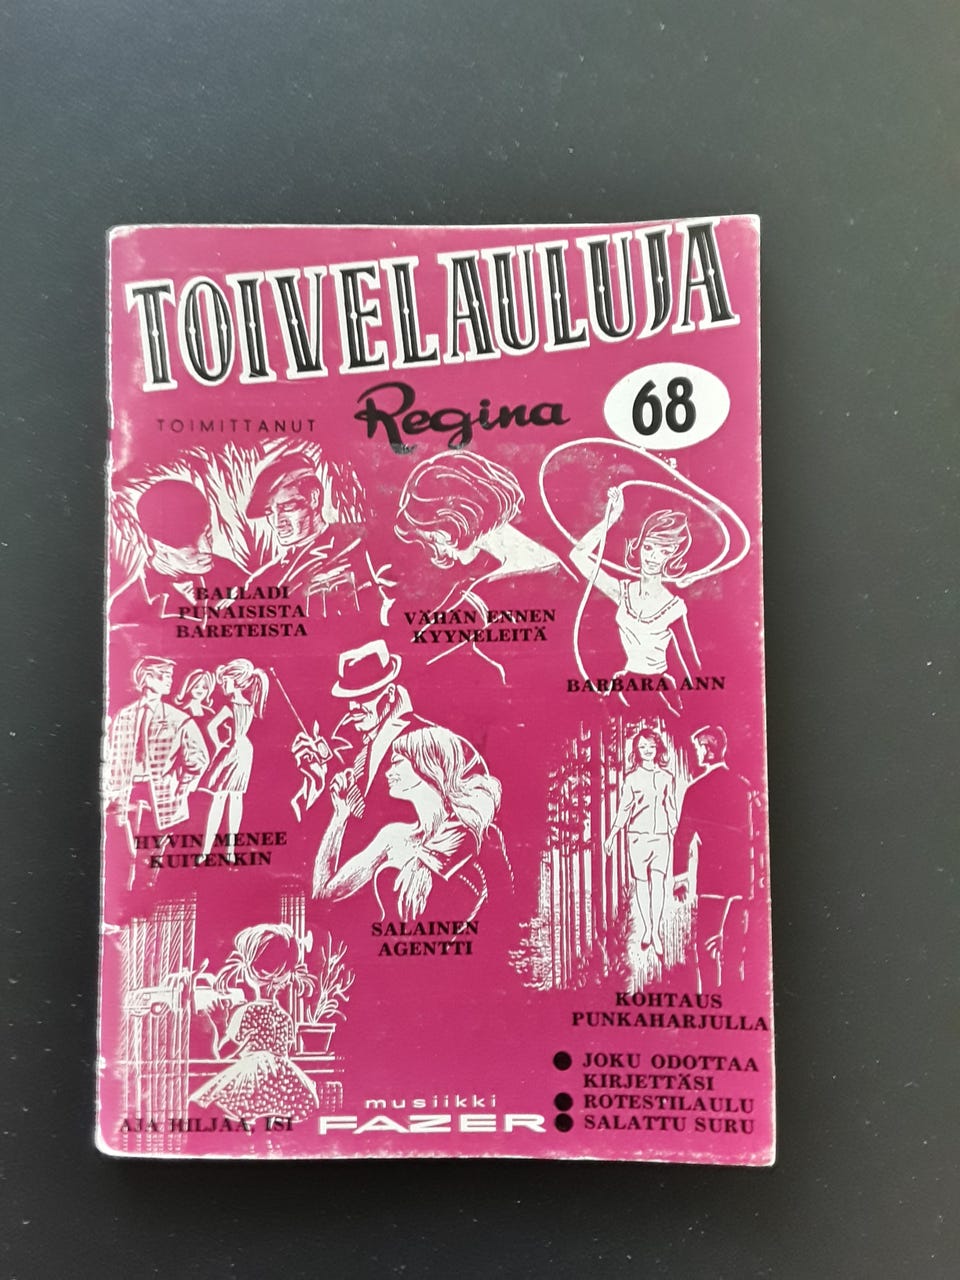 TOIVELAULUJA
TOIMITTANUT Regina 68
BALLADI
PUNAISISTA
BARETEISTA
VÄHÄN ENNEN
KYYNELEITÄ
BARBARA ANN
HYVIN MENEE
KUITENKIN
SALAINEN
AGENTTI
KOHTAUS
PUNKAHARJULLA
AJA HILJAA, ISI
musiikki
FAZER
● JOKU ODOTTAA
KIRJETTÄSI
● ROTESTILAULU
● SALATTU SURU